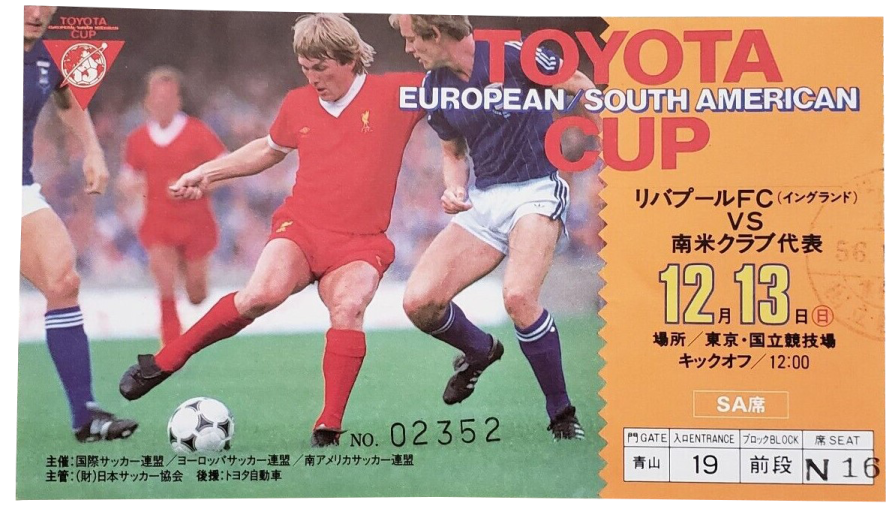 TOYOTA
CUP
TOYOTA
EUROPEAN/SOUTH AMERICAN
CUP
リバプールFC(イングランド)
VS
南米クラブ代表
12月13日(日)
場所/東京・国立競技場
キックオフ/12:00
SA席
門GATE 入口ENTRANCE ブロックBLOCK 席SEAT
青山 19 前段 N 16
NO. 02352
主催:国際サッカー連盟/ヨーロッパサッカー連盟/南アメリカサッカー連盟
主管:(財)日本サッカー協会 後援:トヨタ自動車
56